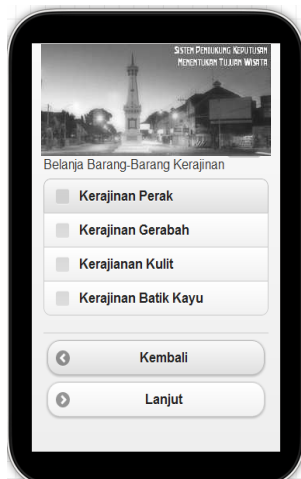 SISTEM PENDUKUNG KEPUTUSAN
MENENTUKAN TUJUAN WISATA
Belanja Barang-Barang Kerajinan
Kerajinan Perak
Kerajinan Gerabah
Kerajianan Kulit
Kerajinan Batik Kayu
Kembali
Lanjut